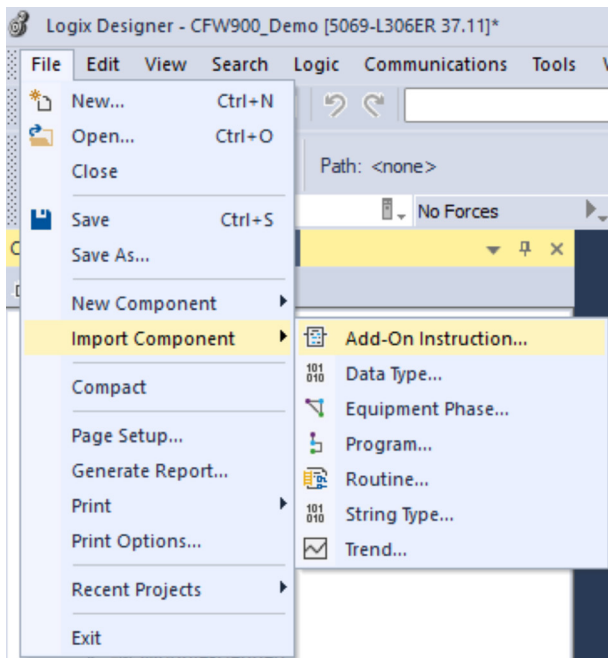 Logix Designer - CFW900_Demo [5069-L306ER 37.11]*
File Edit View Search Logic Communications Tools
New... Ctrl+N
Open... Ctrl+O
Close
Path: <none>
Save Ctrl+S
No Forces
Save As...
New Component
Import Component
Add-On Instruction...
Data Type...
Compact
Equipment Phase...
Page Setup...
Program...
Generate Report...
Routine...
Print
String Type...
Print Options...
Trend...
Recent Projects
Exit